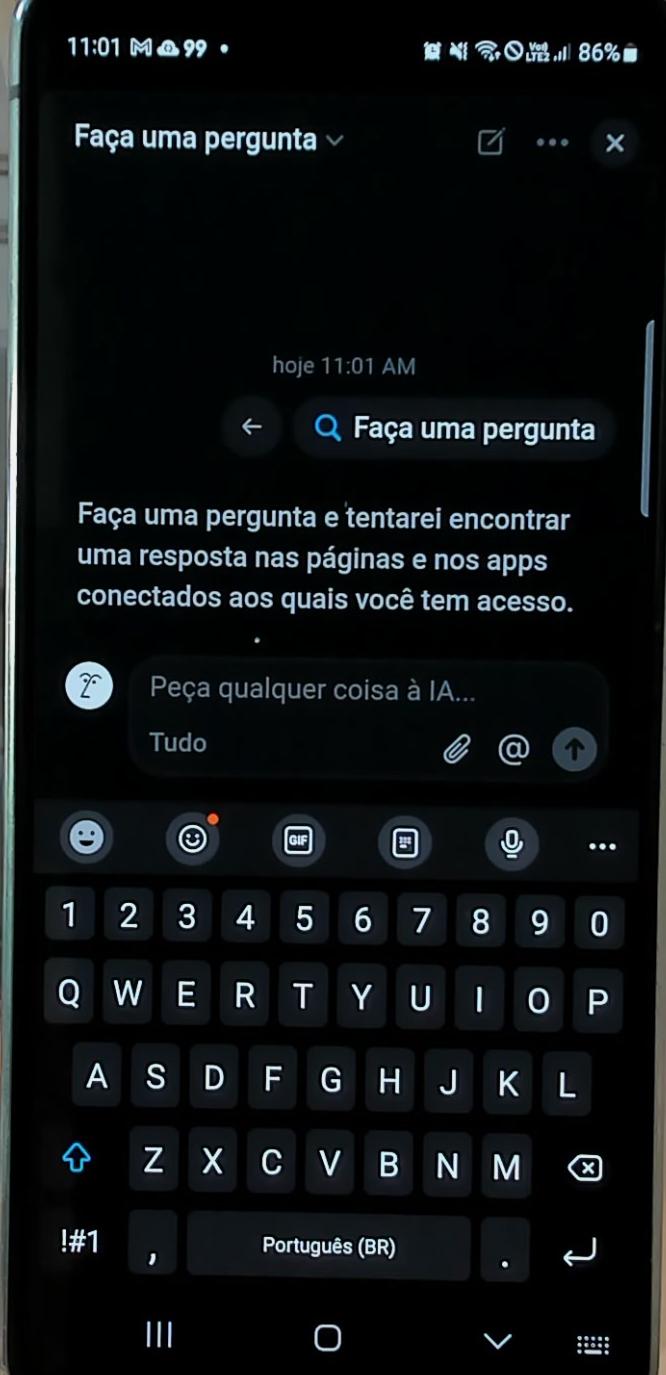 11:01 99 •
Vo) LTE2 86%
Faça uma pergunta
hoje 11:01 AM
Faça uma pergunta
Faça uma pergunta e tentarei encontrar
uma resposta nas páginas e nos apps
conectados aos quais você tem acesso.
Peça qualquer coisa à IA...
Tudo
@
GIF
1 2 3 4 5 6 7 8 9 0
Q W E R T Y U I O P
A S D F G H J K L
Z X C V B N M
!#1 , Português (BR) .